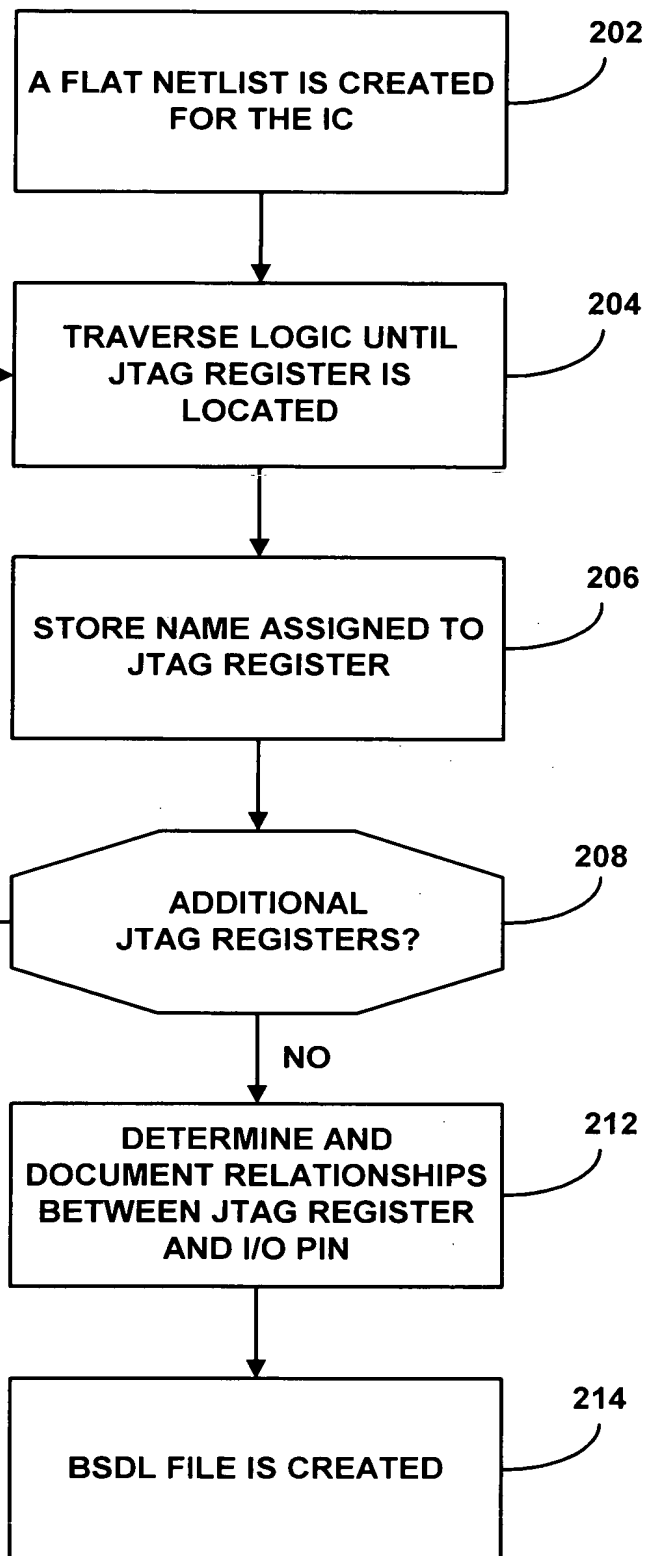 202
A FLAT NETLIST IS CREATED
FOR THE IC
204
TRAVERSE LOGIC UNTIL
JTAG REGISTER IS
LOCATED
206
STORE NAME ASSIGNED TO
JTAG REGISTER
208
ADDITIONAL
JTAG REGISTERS?
NO
212
DETERMINE AND
DOCUMENT RELATIONSHIPS
BETWEEN JTAG REGISTER
AND I/O PIN
214
BSDL FILE IS CREATED